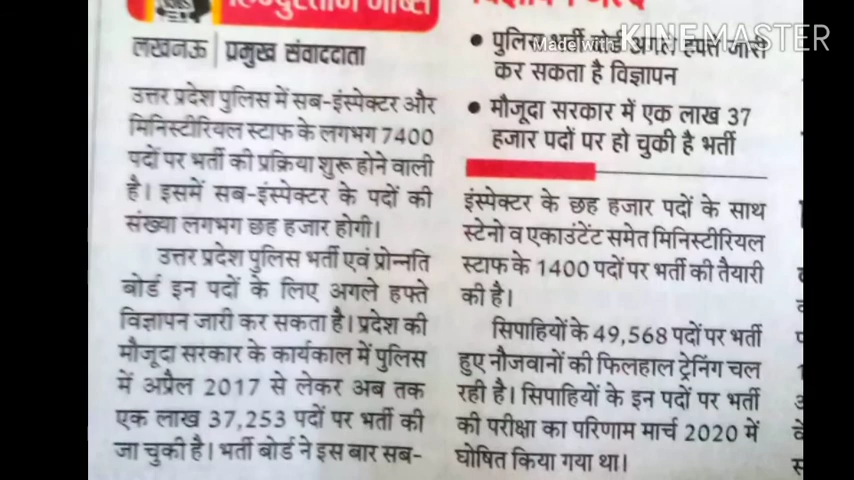 लखनऊ | प्रमुख संवाददाता
उत्तर प्रदेश पुलिस में सब-इंस्पेक्टर और
मिनिस्टीरियल स्टाफ के लगभग 7400
पदों पर भर्ती की प्रक्रिया शुरू होने वाली
है। इसमें सब-इंस्पेक्टर के पदों की
संख्या लगभग छह हजार होगी।
उत्तर प्रदेश पुलिस भर्ती एवं प्रोन्नति
बोर्ड इन पदों के लिए अगले हफ्ते
विज्ञापन जारी कर सकता है। प्रदेश की
मौजूदा सरकार के कार्यकाल में पुलिस
में अप्रैल 2017 से लेकर अब तक
एक लाख 37,253 पदों पर भर्ती की
जा चुकी है। भर्ती बोर्ड ने इस बार सब-
Made with KINEMASTER
• पुलिस भर्ती बोर्ड अगले हफ्ते जारी
कर सकता है विज्ञापन
• मौजूदा सरकार में एक लाख 37
हजार पदों पर हो चुकी है भर्ती
इंस्पेक्टर के छह हजार पदों के साथ
स्टेनो व एकाउंटेंट समेत मिनिस्टीरियल
स्टाफ के 1400 पदों पर भर्ती की तैयारी
की है।
सिपाहियों के 49,568 पदों पर भर्ती
हुए नौजवानों की फिलहाल ट्रेनिंग चल
रही है। सिपाहियों के इन पदों पर भर्ती
की परीक्षा का परिणाम मार्च 2020 में
घोषित किया गया था।